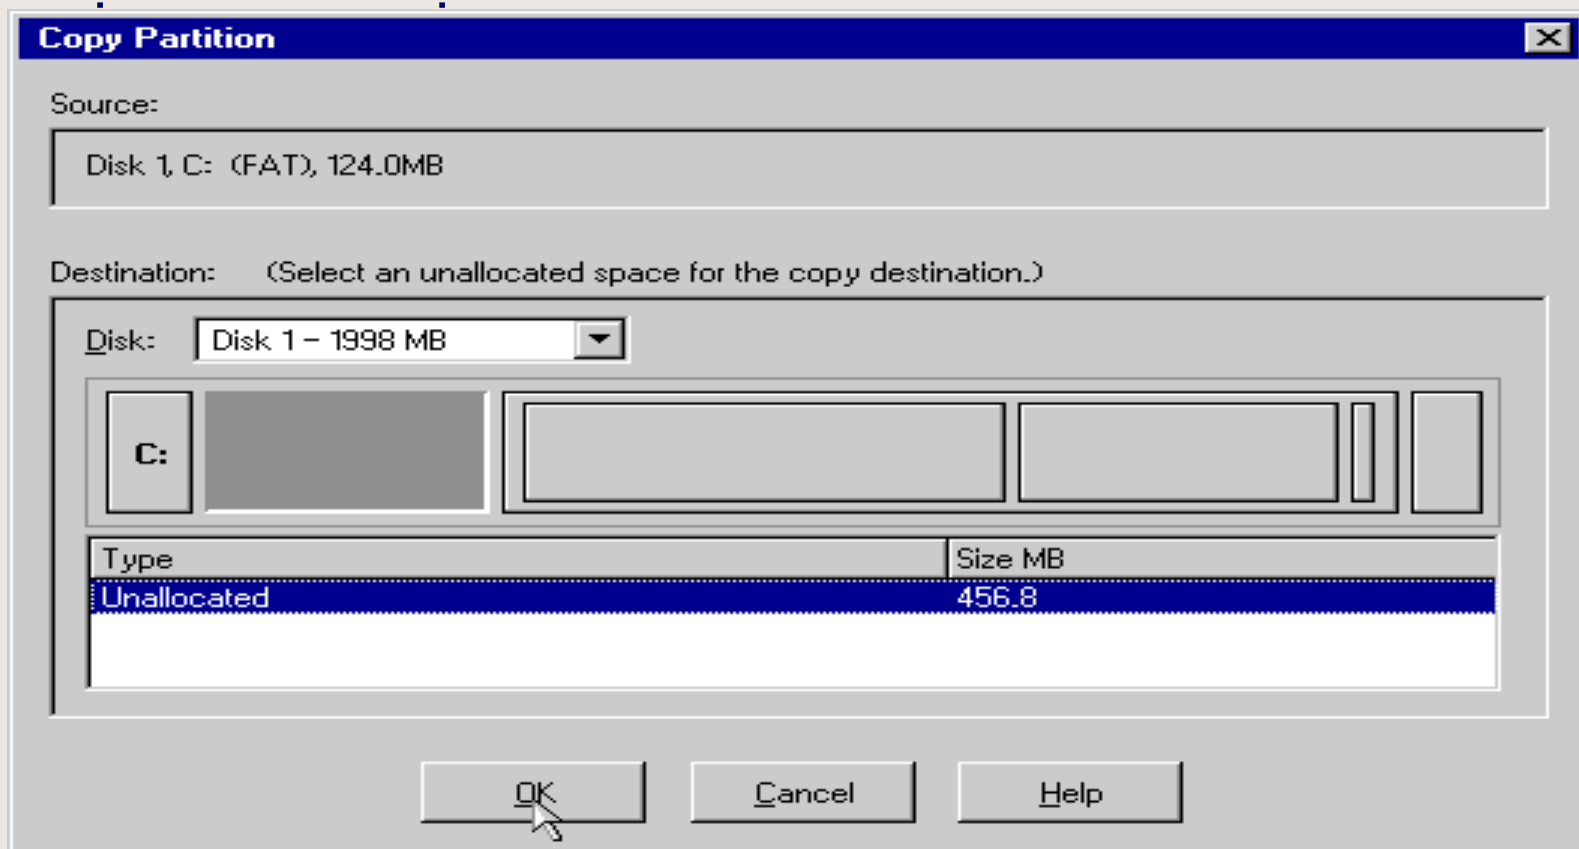 Copy Partition
Source:
Disk 1, C: (FAT), 124.0MB
Destination: (Select an unallocated space for the copy destination.)
Disk: Disk 1 - 1998 MB
C:
Type Size MB
Unallocated 456.8
OK Cancel Help